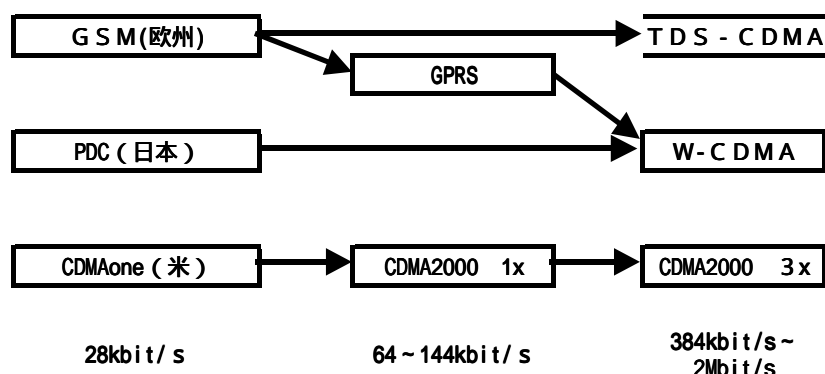 GSM(欧州)
TDS-CDMA
GPRS
PDC(日本)
W-CDMA
CDMAone(米)
CDMA2000 1x
CDMA2000 3x
28kbit/s
64~144kbit/s
384kbit/s~
2Mbit/s